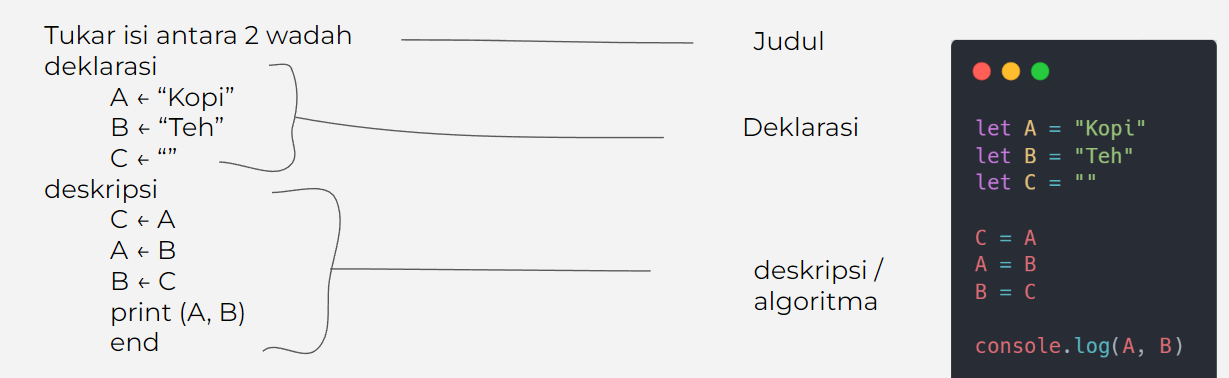 Tukar isi antara 2 wadah
deklarasi
A ← “Kopi”
B ← “Teh”
C ← “”
deskripsi
C ← A
A ← B
B ← C
print (A, B)
end
Judul
Deklarasi
deskripsi /
algoritma
let A = "Kopi"
let B = "Teh"
let C = ""
C = A
A = B
B = C
console.log(A, B)